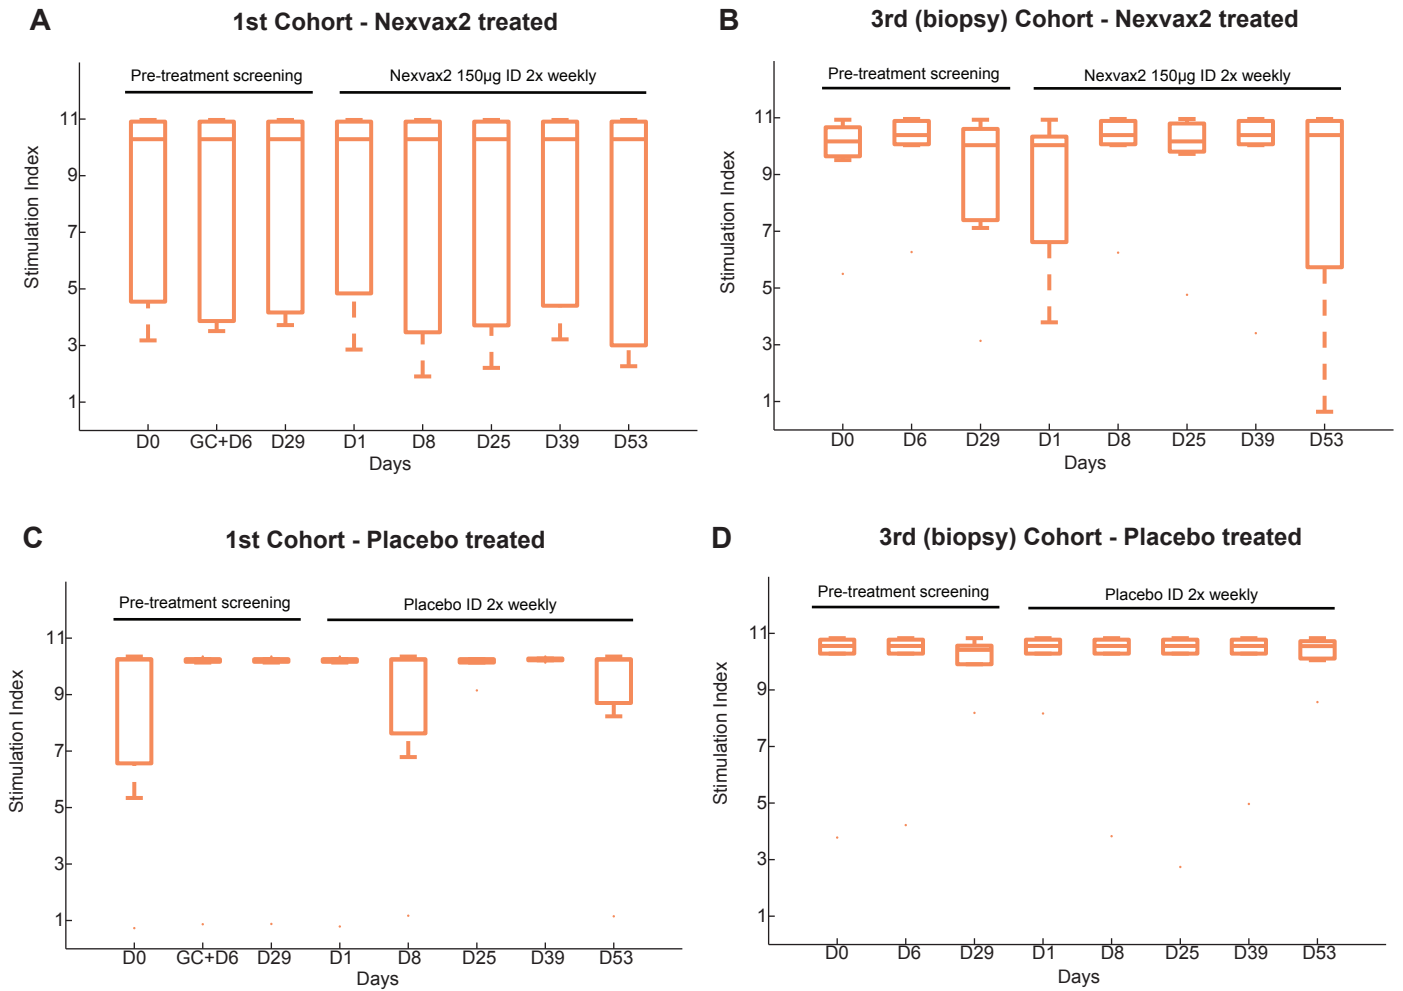 A
1st Cohort - Nexvax2 treated
Pre-treatment screening
Nexvax2 150µg ID 2x weekly
Stimulation Index
11
9
7
5
3
1
D0 GC+D6 D29 D1 D8 D25 D39 D53
Days
B
3rd (biopsy) Cohort - Nexvax2 treated
Pre-treatment screening
Nexvax2 150µg ID 2x weekly
Stimulation Index
11
9
7
5
3
1
D0 D6 D29 D1 D8 D25 D39 D53
Days
C
1st Cohort - Placebo treated
Pre-treatment screening
Placebo ID 2x weekly
Stimulation Index
11
9
7
5
3
1
D0 GC+D6 D29 D1 D8 D25 D39 D53
Days
D
3rd (biopsy) Cohort - Placebo treated
Pre-treatment screening
Placebo ID 2x weekly
Stimulation Index
11
9
7
5
3
1
D0 D6 D29 D1 D8 D25 D39 D53
Days